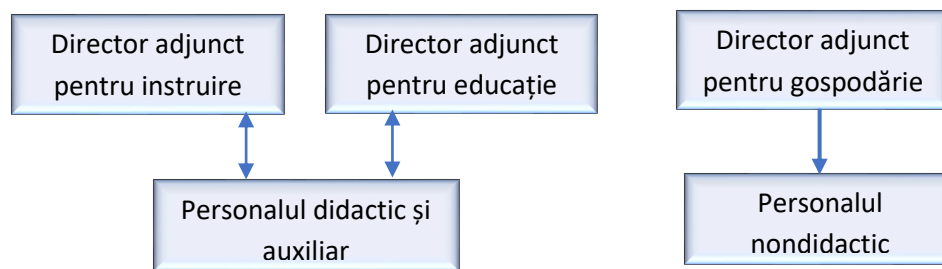 Director adjunct
pentru instruire
Director adjunct
pentru educație
Director adjunct
pentru gospodărie
Personalul didactic și
auxiliar
Personalul
nondidactic